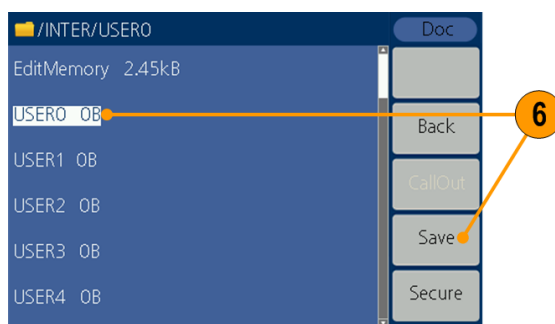 /INTER/USER0
Doc
EditMemory 2.45kB
USER0 0B
USER1 0B
USER2 0B
USER3 0B
USER4 0B
Back
CallOut
Save
Secure
6